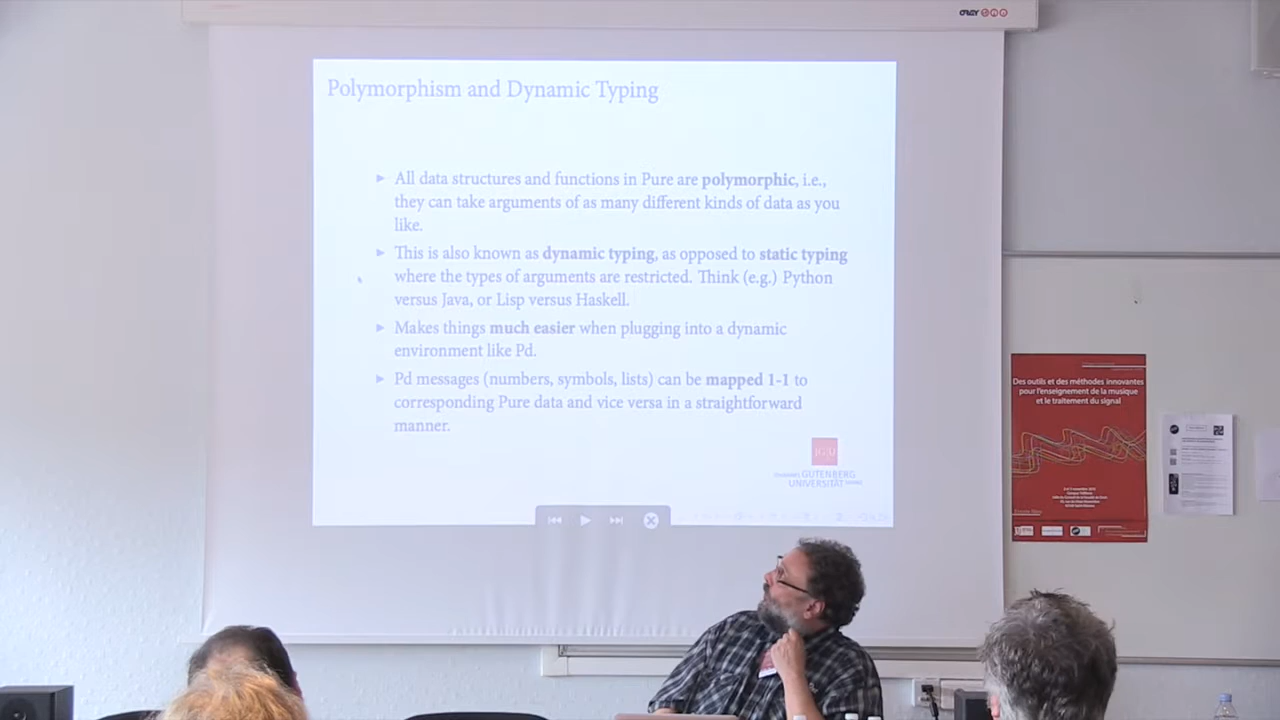 Polymorphism and Dynamic Typing
► All data structures and functions in Pure are polymorphic, i.e.,
they can take arguments of as many different kinds of data as you
like.
► This is also known as dynamic typing, as opposed to static typing
where the types of arguments are restricted. Think (e.g.) Python
versus Java, or Lisp versus Haskell.
► Makes things much easier when plugging into a dynamic
environment like Pd.
► Pd messages (numbers, symbols, lists) can be mapped 1-1 to
corresponding Pure data and vice versa in a straightforward
manner.
JG|U
GUTENBERG
UNIVERSITÄT
ORAY
Des outils et des méthodes innovantes
pour l'enseignement de la musique
et le traitement du signal